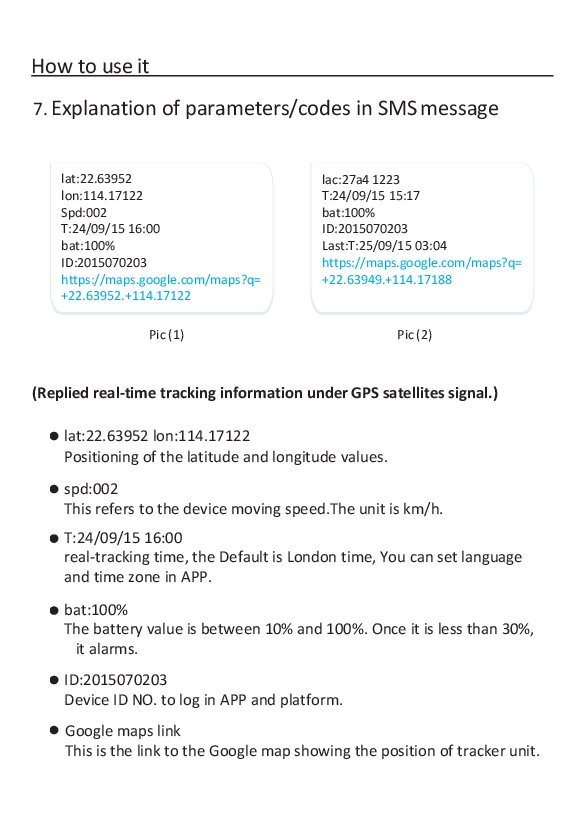 How to use it
7. Explanation of parameters/codes in SMS message
lat:22.63952
lon:114.17122
Spd:002
T:24/09/15 16:00
bat:100%
ID:2015070203
https://maps.google.com/maps?q=
+22.63952.+114.17122
Pic (1)
lac:27a4 1223
T:24/09/15 15:17
bat:100%
ID:2015070203
Last:T:25/09/15 03:04
https://maps.google.com/maps?q=
+22.63949.+114.17188
Pic (2)
(Replied real-time tracking information under GPS satellites signal.)
● lat:22.63952 lon:114.17122
Positioning of the latitude and longitude values.
● spd:002
This refers to the device moving speed.The unit is km/h.
● T:24/09/15 16:00
real-tracking time, the Default is London time, You can set language
and time zone in APP.
● bat:100%
The battery value is between 10% and 100%. Once it is less than 30%,
it alarms.
● ID:2015070203
Device ID NO. to log in APP and platform.
● Google maps link
This is the link to the Google map showing the position of tracker unit.